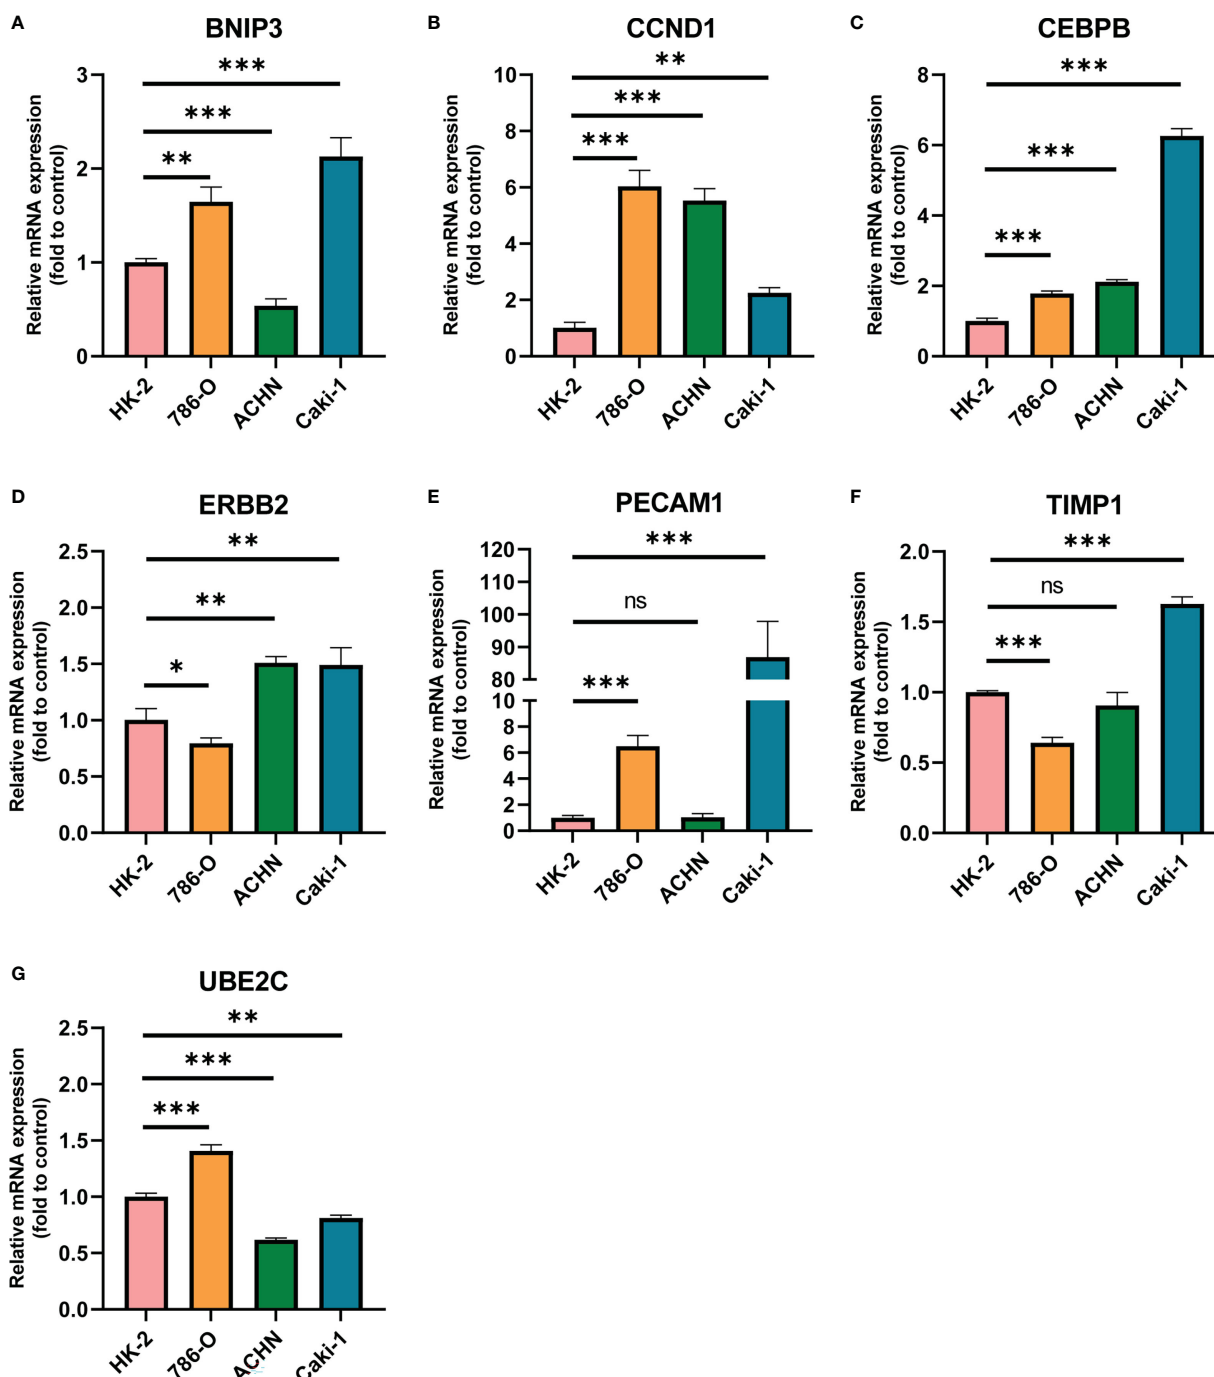 A BNIP3
Relative mRNA expression
(fold to control)
3
2
1
0
***
***
**
HK-2
786-O
ACHN
Caki-1
B CCND1
Relative mRNA expression
(fold to control)
10
8
6
4
2
0
**
***
***
HK-2
786-O
ACHN
Caki-1
C CEBPB
Relative mRNA expression
(fold to control)
8
6
4
2
0
***
***
***
HK-2
786-O
ACHN
Caki-1
D ERBB2
Relative mRNA expression
(fold to control)
2.5
2.0
1.5
1.0
0.5
0.0
**
**
*
HK-2
786-O
ACHN
Caki-1
E PECAM1
Relative mRNA expression
(fold to control)
120
110
100
90
80
10
8
6
4
2
0
***
ns
***
HK-2
786-O
ACHN
Caki-1
F TIMP1
Relative mRNA expression
(fold to control)
2.0
1.5
1.0
0.5
0.0
***
ns
***
HK-2
786-O
ACHN
Caki-1
G UBE2C
Relative mRNA expression
(fold to control)
2.5
2.0
1.5
1.0
0.5
0.0
**
***
***
HK-2
786-O
ACHN
Caki-1